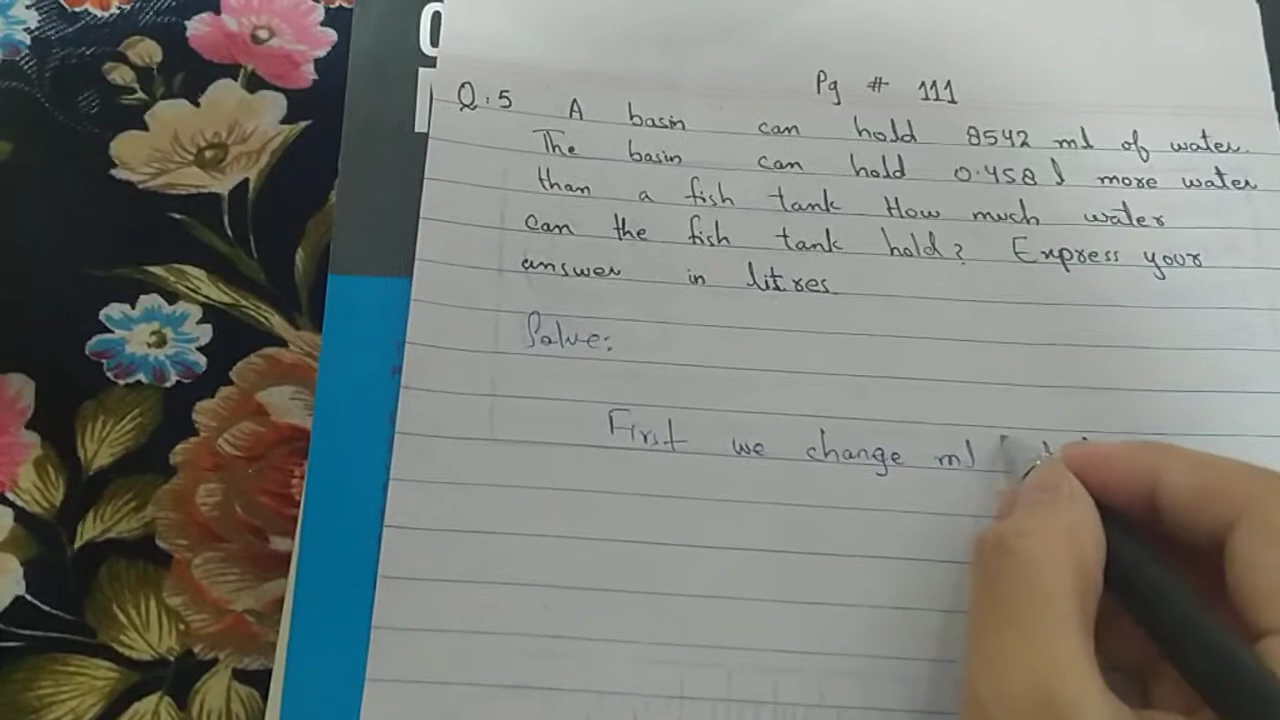 Pg # 111
Q.5 A basin can hold 8542 ml of water.
The basin can hold 0.458 l more water
than a fish tank How much water
can the fish tank hold? Express your
answer in litres
Solve:
First we change ml